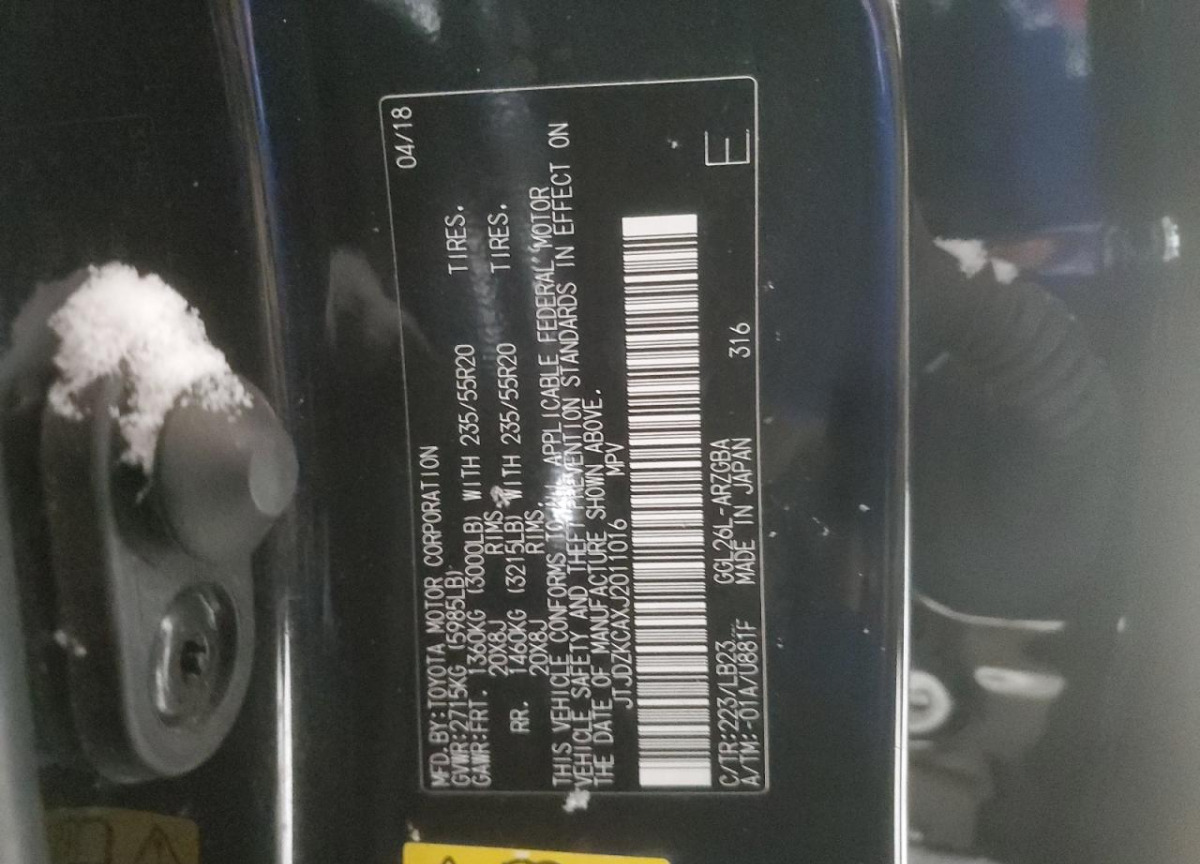 04/18
MFD.BY:TOYOTA MOTOR CORPORATION
GVWR:2715KG (5985LB)
GAWR:FRT. 1360KG (3000LB) WITH 235/55R20 TIRES.
20X8J RIMS
RR. 1460KG (3215LB) WITH 235/55R20 TIRES.
20X8J RIMS.
THIS VEHICLE CONFORMS TO ALL APPLICABLE FEDERAL MOTOR
VEHICLE SAFETY AND THEFT PREVENTION STANDARDS IN EFFECT ON
THE DATE OF MANUFACTURE SHOWN ABOVE.
JTJDZKCAXJ2011016 MPV
C/TR:223/LB23 GGL26L-ARZGBA
A/TM:-01A/U881F MADE IN JAPAN 316 E